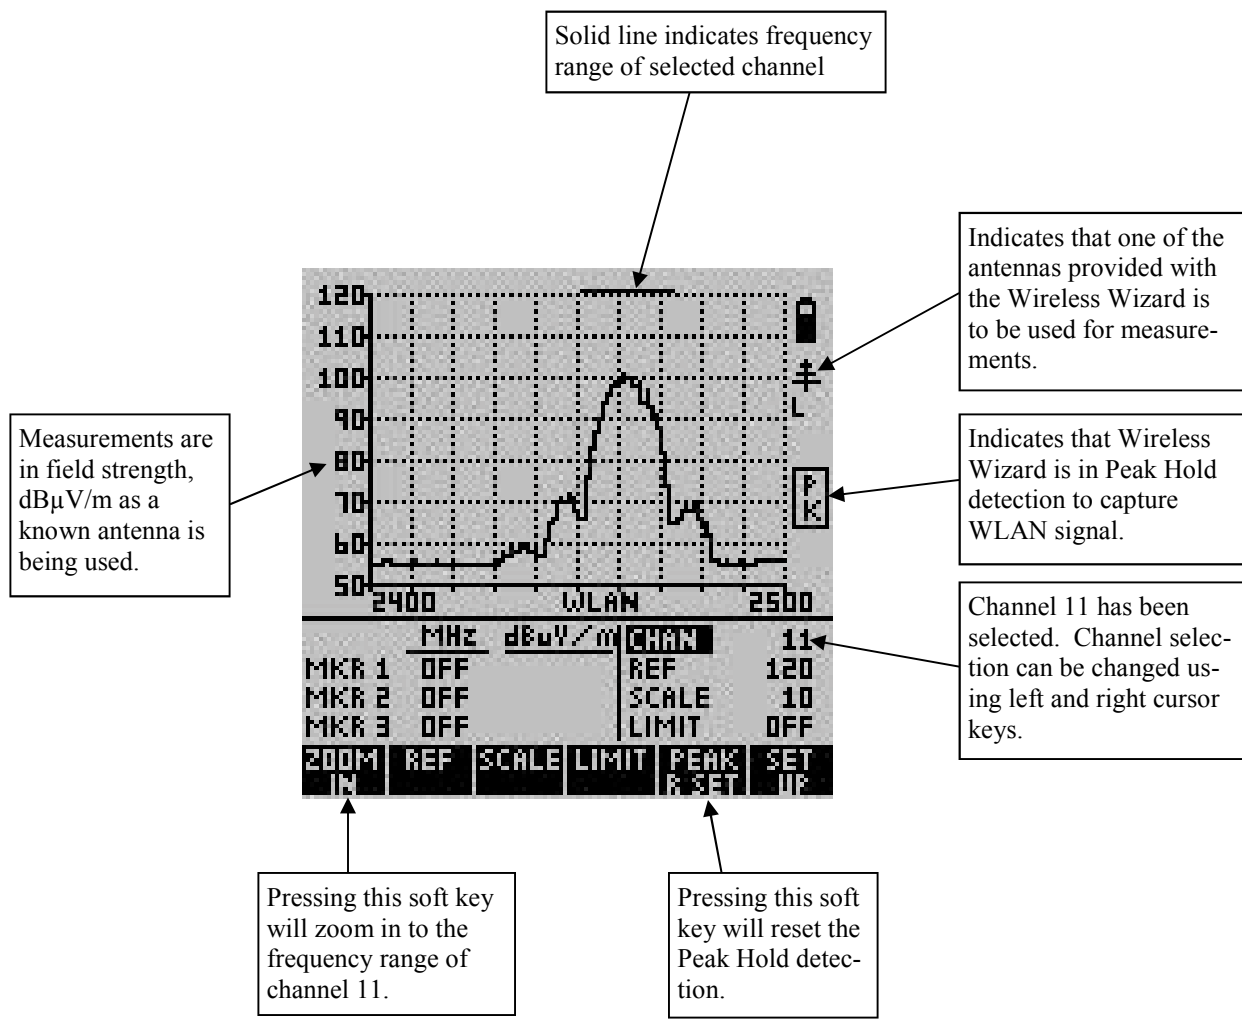 Solid line indicates frequency
range of selected channel
Indicates that one of the
antennas provided with
the Wireless Wizard is
to be used for measure-
ments.
Measurements are
in field strength,
dBµV/m as a
known antenna is
being used.
Indicates that Wireless
Wizard is in Peak Hold
detection to capture
WLAN signal.
Channel 11 has been
selected. Channel selec-
tion can be changed us-
ing left and right cursor
keys.
120
110
100
90
80
70
60
50
L
PK
2400 WLAN 2500
MHz dBuV/m CHAN 11
MKR 1 OFF REF 120
MKR 2 OFF SCALE 10
MKR 3 OFF LIMIT OFF
ZOOM REF SCALE LIMIT PEAK SET
IN R SET UP
Pressing this soft key
will zoom in to the
frequency range of
channel 11.
Pressing this soft
key will reset the
Peak Hold detec-
tion.